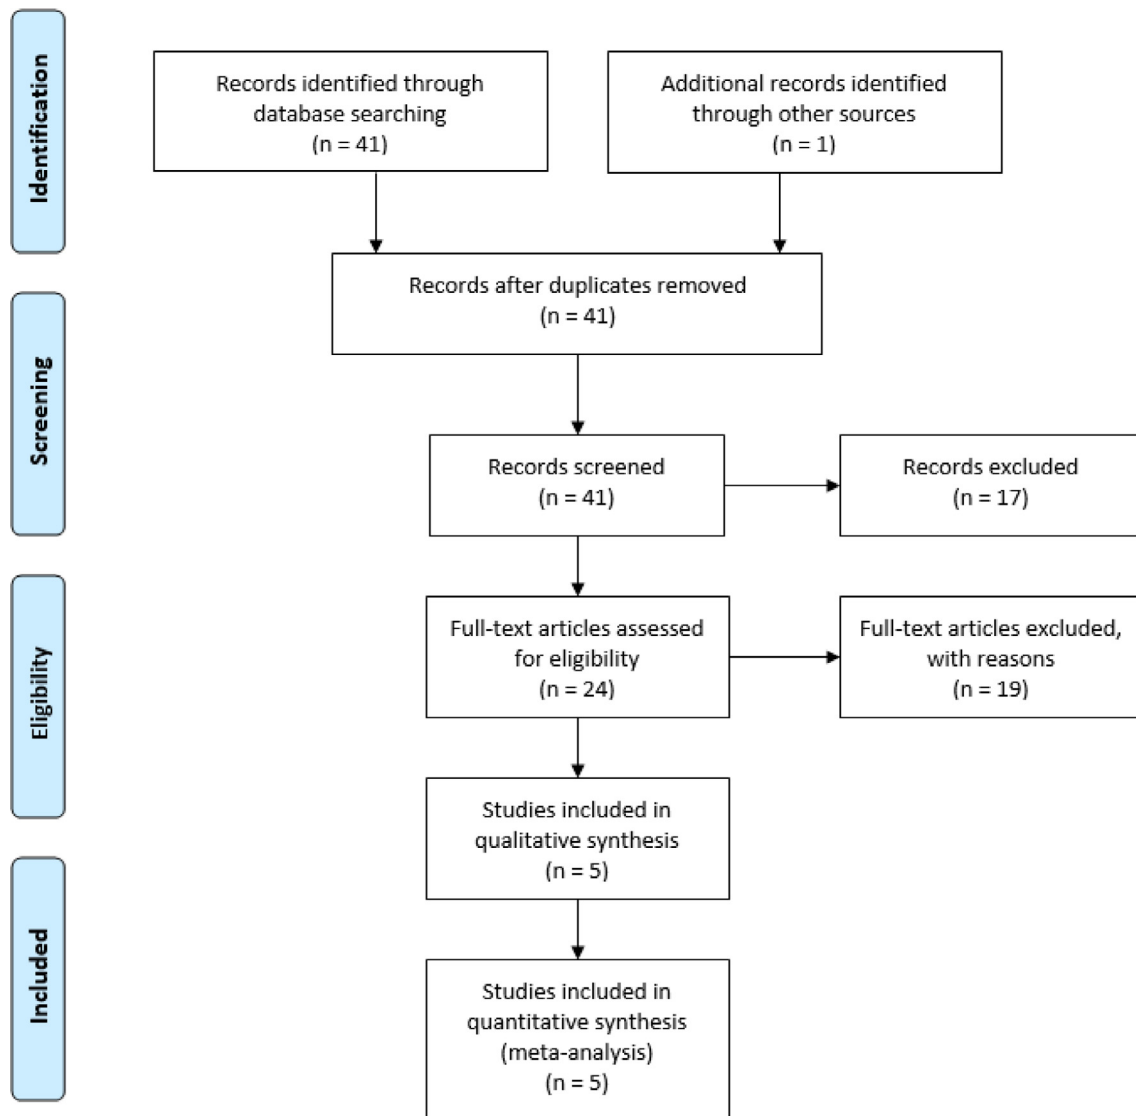 Identification
Records identified through
database searching
(n = 41)
Additional records identified
through other sources
(n = 1)
Records after duplicates removed
(n = 41)
Screening
Records screened
(n = 41)
Records excluded
(n = 17)
Eligibility
Full-text articles assessed
for eligibility
(n = 24)
Full-text articles excluded,
with reasons
(n = 19)
Studies included in
qualitative synthesis
(n = 5)
Included
Studies included in
quantitative synthesis
(meta-analysis)
(n = 5)